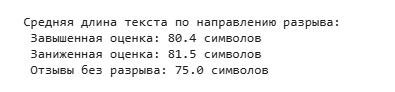 Средняя длина текста по направлению разрыва:
Завышенная оценка: 80.4 символов
Заниженная оценка: 81.5 символов
Отзывы без разрыва: 75.0 символов